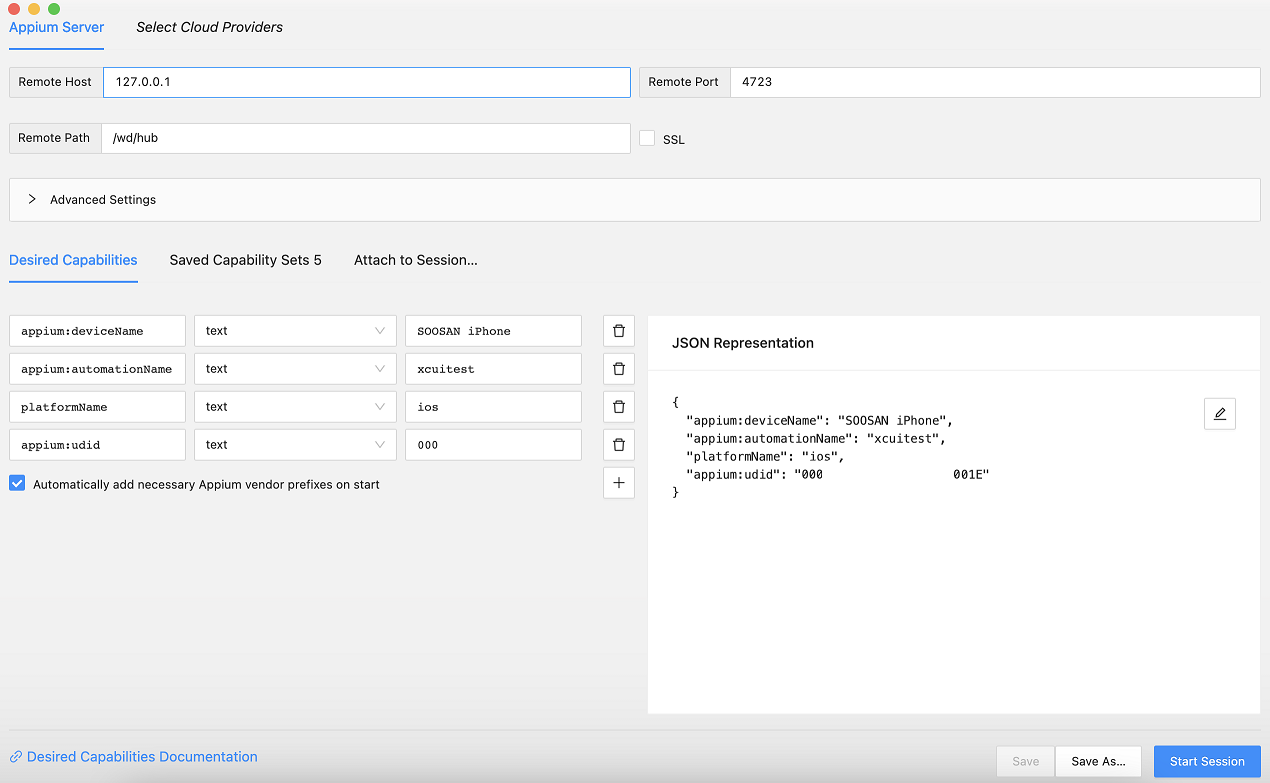 Appium Server Select Cloud Providers
Remote Host 127.0.0.1 Remote Port 4723
Remote Path /wd/hub SSL
Advanced Settings
Desired Capabilities Saved Capability Sets 5 Attach to Session...
appium:deviceName text SOOSAN iPhone
appium:automationName text xcuitest
platformName text ios
appium:udid text 000
Automatically add necessary Appium vendor prefixes on start
JSON Representation
{
"appium:deviceName": "SOOSAN iPhone",
"appium:automationName": "xcuitest",
"platformName": "ios",
"appium:udid": "000 001E"
}
Desired Capabilities Documentation
Save Save As... Start Session